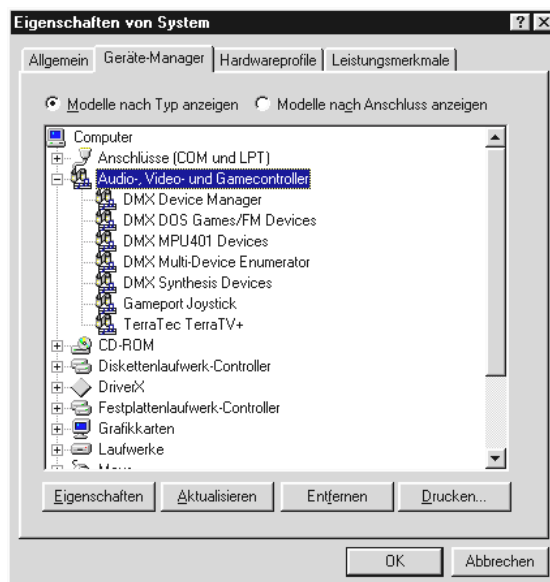 Eigenschaften von System
Allgemein Geräte-Manager Hardwareprofile Leistungsmerkmale
Modelle nach Typ anzeigen Modelle nach Anschluss anzeigen
Computer
Anschlüsse (COM und LPT)
Audio-, Video- und Gamecontroller
DMX Device Manager
DMX DOS Games/FM Devices
DMX MPU401 Devices
DMX Multi-Device Enumerator
DMX Synthesis Devices
Gameport Joystick
TerraTec TerraTV+
CD-ROM
Diskettenlaufwerk-Controller
DriverX
Festplattenlaufwerk-Controller
Grafikkarten
Laufwerke
Eigenschaften Aktualisieren Entfernen Drucken...
OK Abbrechen